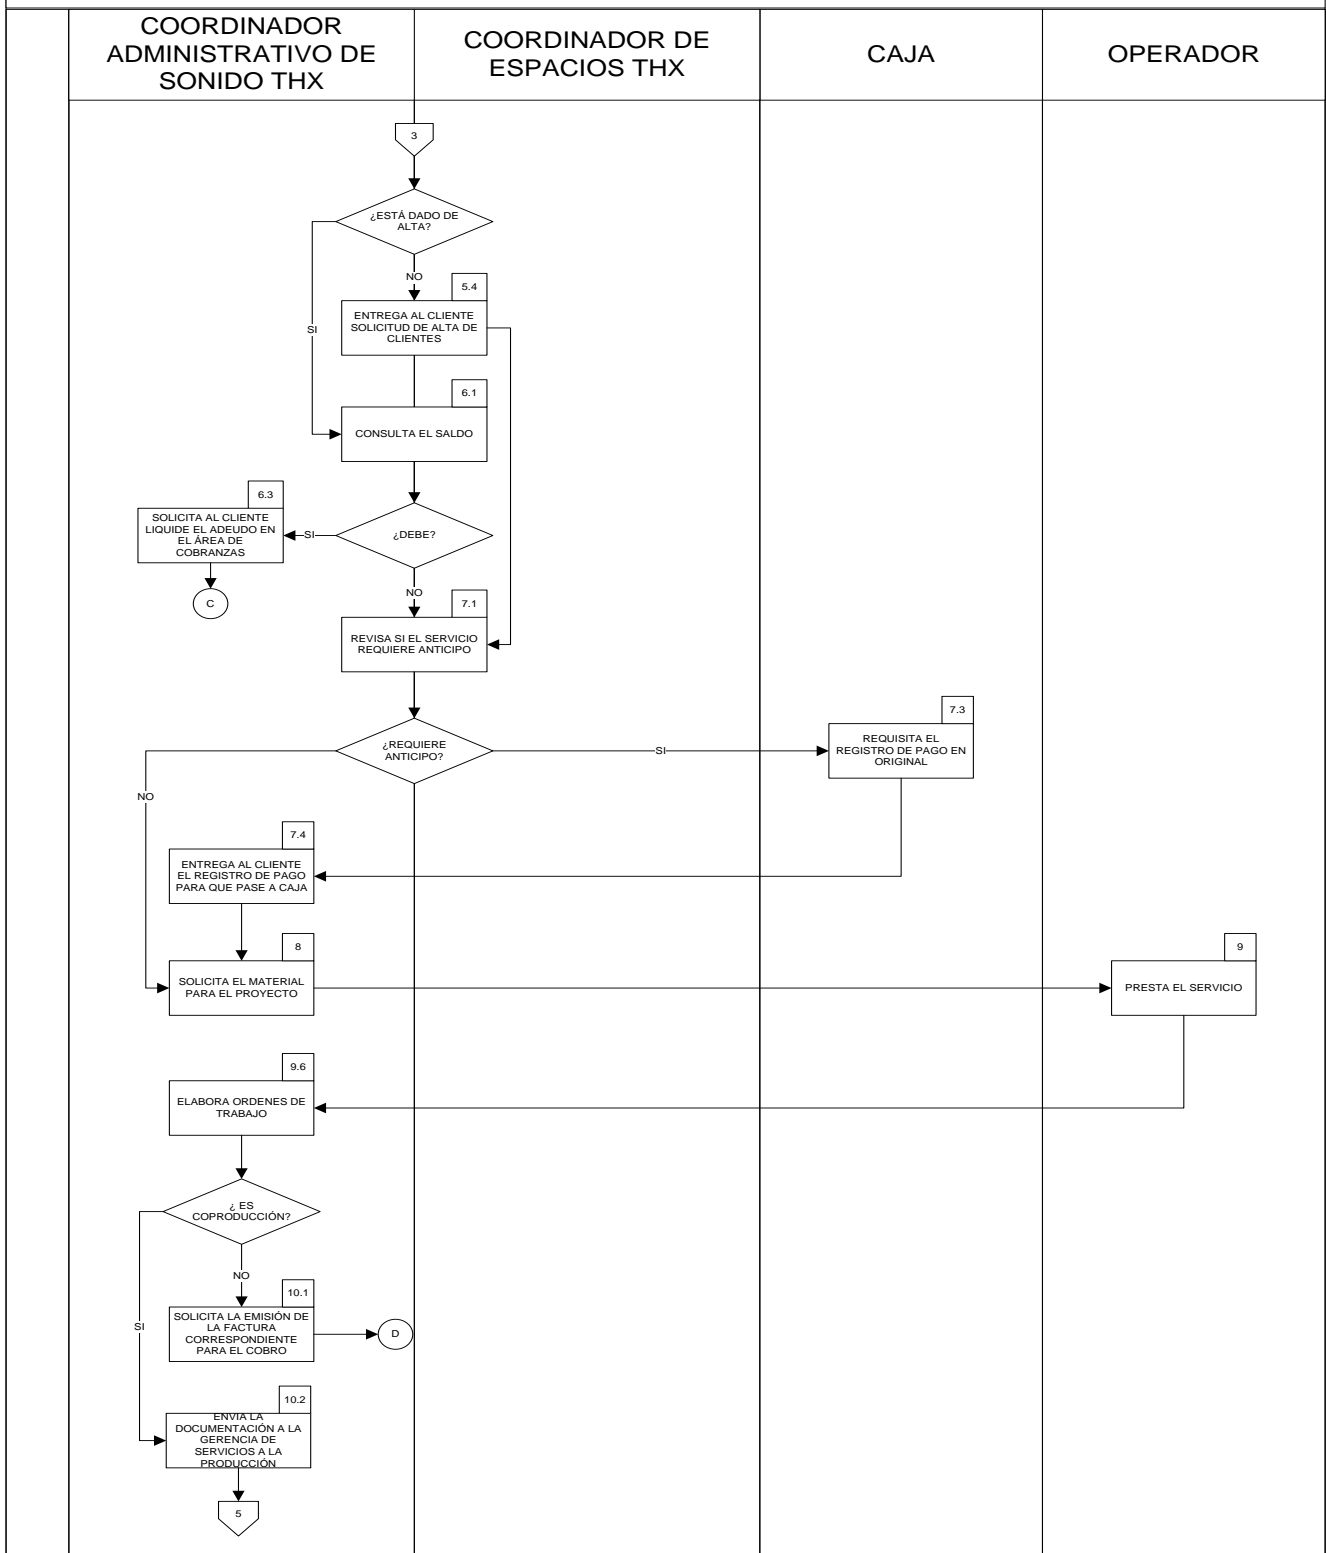 COORDINADOR
ADMINISTRATIVO DE
SONIDO THX
COORDINADOR DE
ESPACIOS THX
CAJA
OPERADOR
3
¿ESTÁ DADO DE
ALTA?
NO
SI
5.4
ENTREGA AL CLIENTE
SOLICITUD DE ALTA DE
CLIENTES
6.1
CONSULTA EL SALDO
6.3
SOLICITA AL CLIENTE
LIQUIDE EL ADEUDO EN
EL ÁREA DE
COBRANZAS
SI
¿DEBE?
C
NO
7.1
REVISA SI EL SERVICIO
REQUIERE ANTICIPO
¿REQUIERE
ANTICIPO?
SI
7.3
REQUISITA EL
REGISTRO DE PAGO EN
ORIGINAL
NO
7.4
ENTREGA AL CLIENTE
EL REGISTRO DE PAGO
PARA QUE PASE A CAJA
8
SOLICITA EL MATERIAL
PARA EL PROYECTO
9
PRESTA EL SERVICIO
9.6
ELABORA ORDENES DE
TRABAJO
¿ ES
COPRODUCCIÓN?
NO
SI
10.1
SOLICITA LA EMISIÓN DE
LA FACTURA
CORRESPONDIENTE
PARA EL COBRO
D
10.2
ENVIA LA
DOCUMENTACIÓN A LA
GERENCIA DE
SERVICIOS A LA
PRODUCCIÓN
5